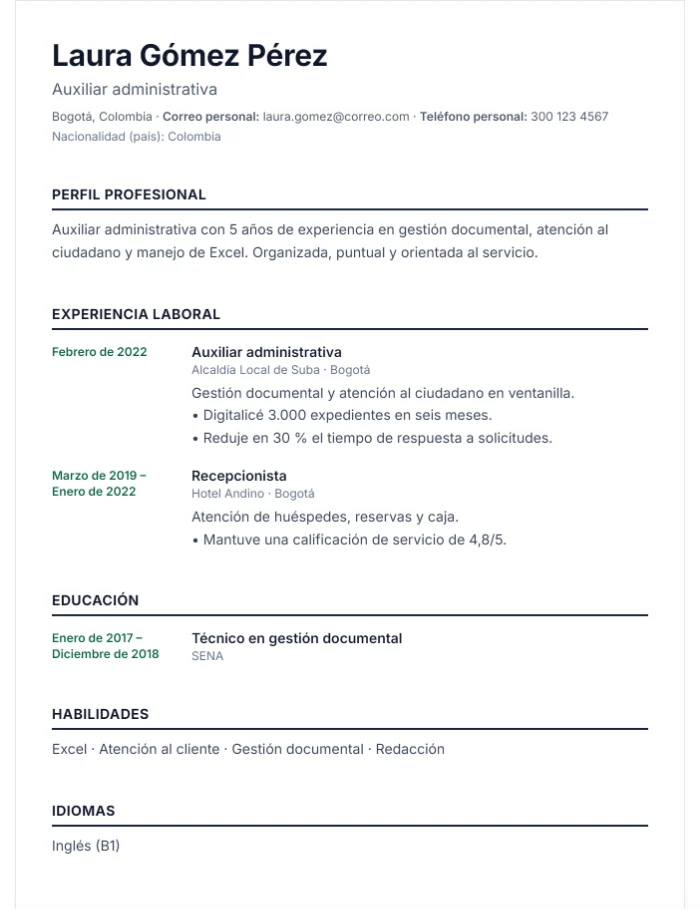 Laura Gómez Pérez
Auxiliar administrativa
Bogotá, Colombia · Correo personal: laura.gomez@correo.com · Teléfono personal: 300 123 4567
Nacionalidad (país): Colombia
PERFIL PROFESIONAL
Auxiliar administrativa con 5 años de experiencia en gestión documental, atención al
ciudadano y manejo de Excel. Organizada, puntual y orientada al servicio.
EXPERIENCIA LABORAL
Febrero de 2022
Auxiliar administrativa
Alcaldía Local de Suba · Bogotá
Gestión documental y atención al ciudadano en ventanilla.
• Digitalicé 3.000 expedientes en seis meses.
• Reduje en 30 % el tiempo de respuesta a solicitudes.
Marzo de 2019 –
Enero de 2022
Recepcionista
Hotel Andino · Bogotá
Atención de huéspedes, reservas y caja.
• Mantuve una calificación de servicio de 4,8/5.
EDUCACIÓN
Enero de 2017 –
Diciembre de 2018
Técnico en gestión documental
SENA
HABILIDADES
Excel · Atención al cliente · Gestión documental · Redacción
IDIOMAS
Inglés (B1)